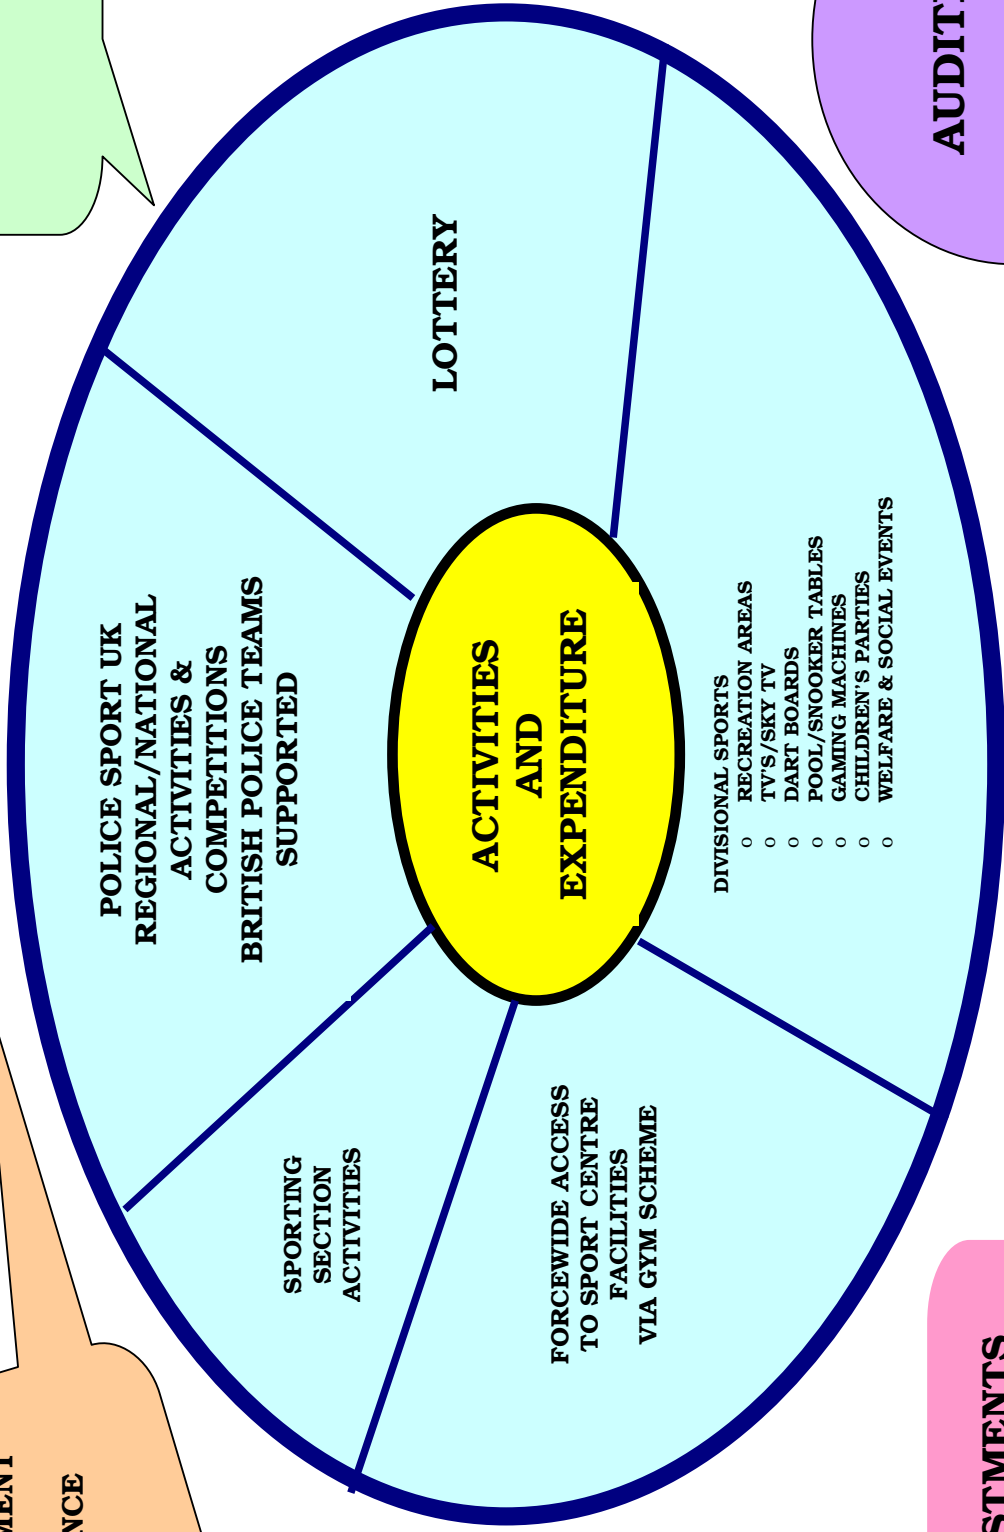 POLICE SPORT UK
REGIONAL/NATIONAL
ACTIVITIES &
COMPETITIONS
BRITISH POLICE TEAMS
SUPPORTED
LOTTERY
SPORTING
SECTION
ACTIVITIES
ACTIVITIES
AND
EXPENDITURE
FORCEWIDE ACCESS
TO SPORT CENTRE
FACILITIES
VIA GYM SCHEME
DIVISIONAL SPORTS
o RECREATION AREAS
o TV'S/SKY TV
o DART BOARDS
o POOL/SNOOKER TABLES
o GAMING MACHINES
o CHILDREN'S PARTIES
o WELFARE & SOCIAL EVENTS